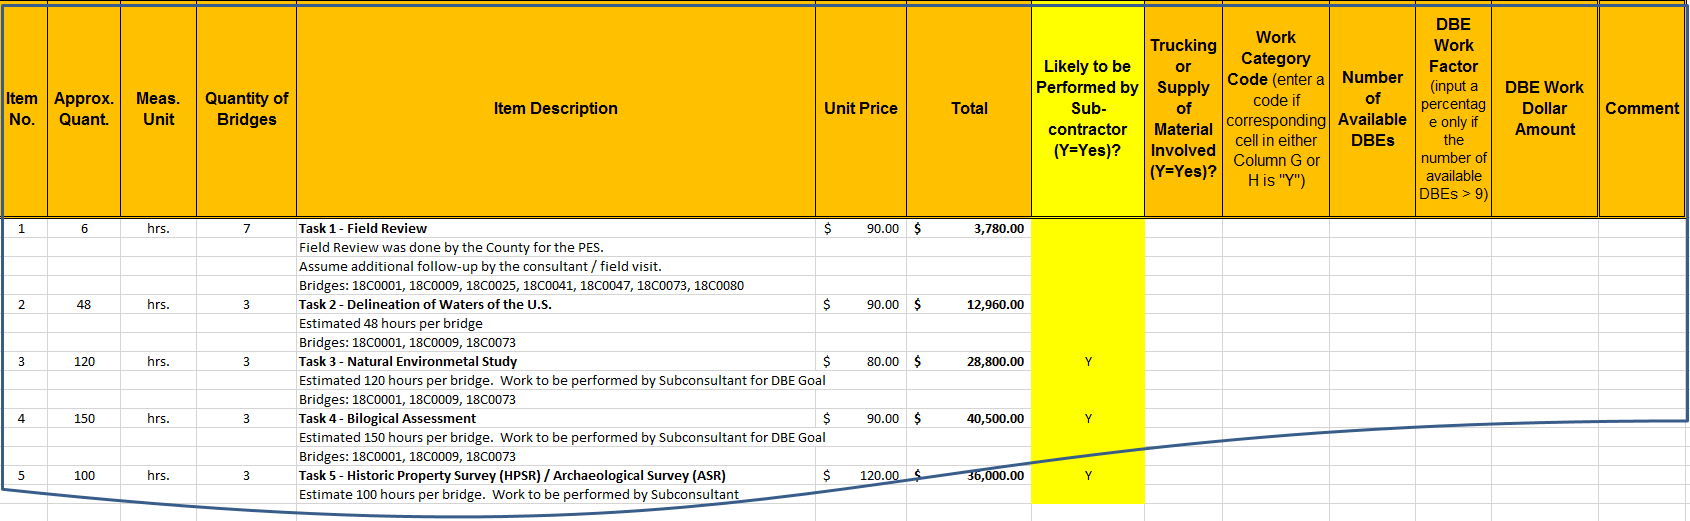 Item No.
Approx. Quant.
Meas. Unit
Quantity of Bridges
Item Description
Unit Price
Total
Likely to be Performed by Sub-contractor (Y=Yes)?
Trucking or Supply of Material Involved (Y=Yes)?
Work Category Code (enter a code if corresponding cell in either Column G or H is "Y")
Number of Available DBEs
DBE Work Factor (input a percentage only if the number of available DBEs > 9)
DBE Work Dollar Amount
Comment
1 6 hrs. 7 Task 1 - Field Review $ 90.00 $ 3,780.00
Field Review was done by the County for the PES.
Assume additional follow-up by the consultant / field visit.
Bridges: 18C0001, 18C0009, 18C0025, 18C0041, 18C0047, 18C0073, 18C0080
2 48 hrs. 3 Task 2 - Delineation of Waters of the U.S. $ 90.00 $ 12,960.00
Estimated 48 hours per bridge
Bridges: 18C0001, 18C0009, 18C0073
3 120 hrs. 3 Task 3 - Natural Environmetal Study $ 80.00 $ 28,800.00 Y
Estimated 120 hours per bridge.  Work to be performed by Subconsultant for DBE Goal
Bridges: 18C0001, 18C0009, 18C0073
4 150 hrs. 3 Task 4 - Bilogical Assessment $ 90.00 $ 40,500.00 Y
Estimated 150 hours per bridge.  Work to be performed by Subconsultant for DBE Goal
Bridges: 18C0001, 18C0009, 18C0073
5 100 hrs. 3 Task 5 - Historic Property Survey (HPSR) / Archaeological Survey (ASR) $ 120.00 $ 36,000.00 Y
Estimate 100 hours per bridge.  Work to be performed by Subconsultant